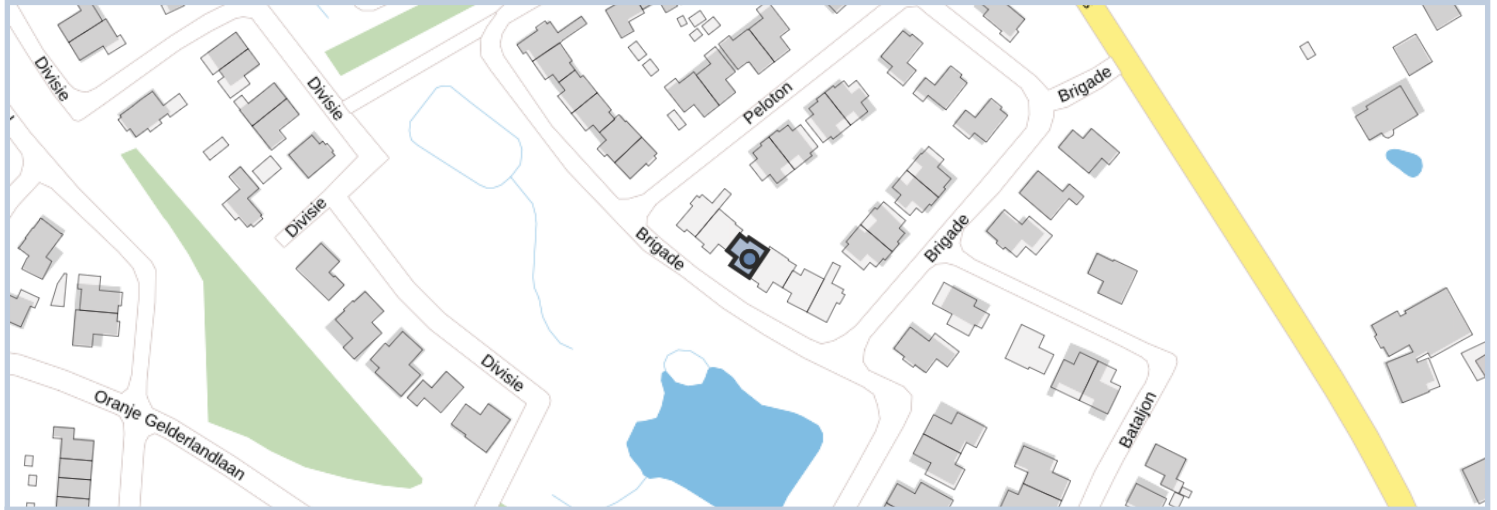 Divisie
Divisie
Peloton
Brigade
Divisie
Brigade
Brigade
Divisie
Oranje Gelderlandlaan
Bataljon